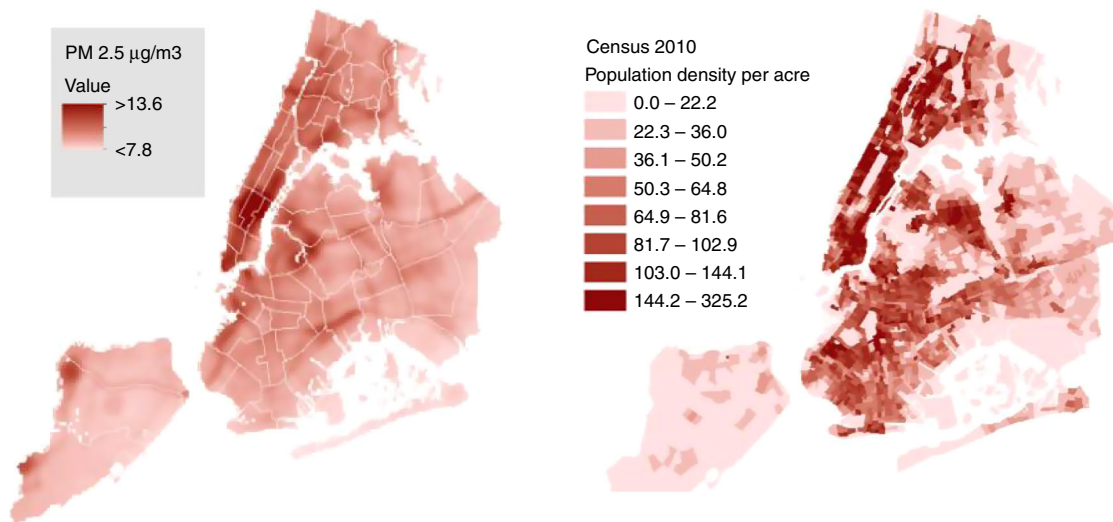 PM 2.5 μg/m3
Value
>13.6
<7.8
Census 2010
Population density per acre
0.0 – 22.2
22.3 – 36.0
36.1 – 50.2
50.3 – 64.8
64.9 – 81.6
81.7 – 102.9
103.0 – 144.1
144.2 – 325.2